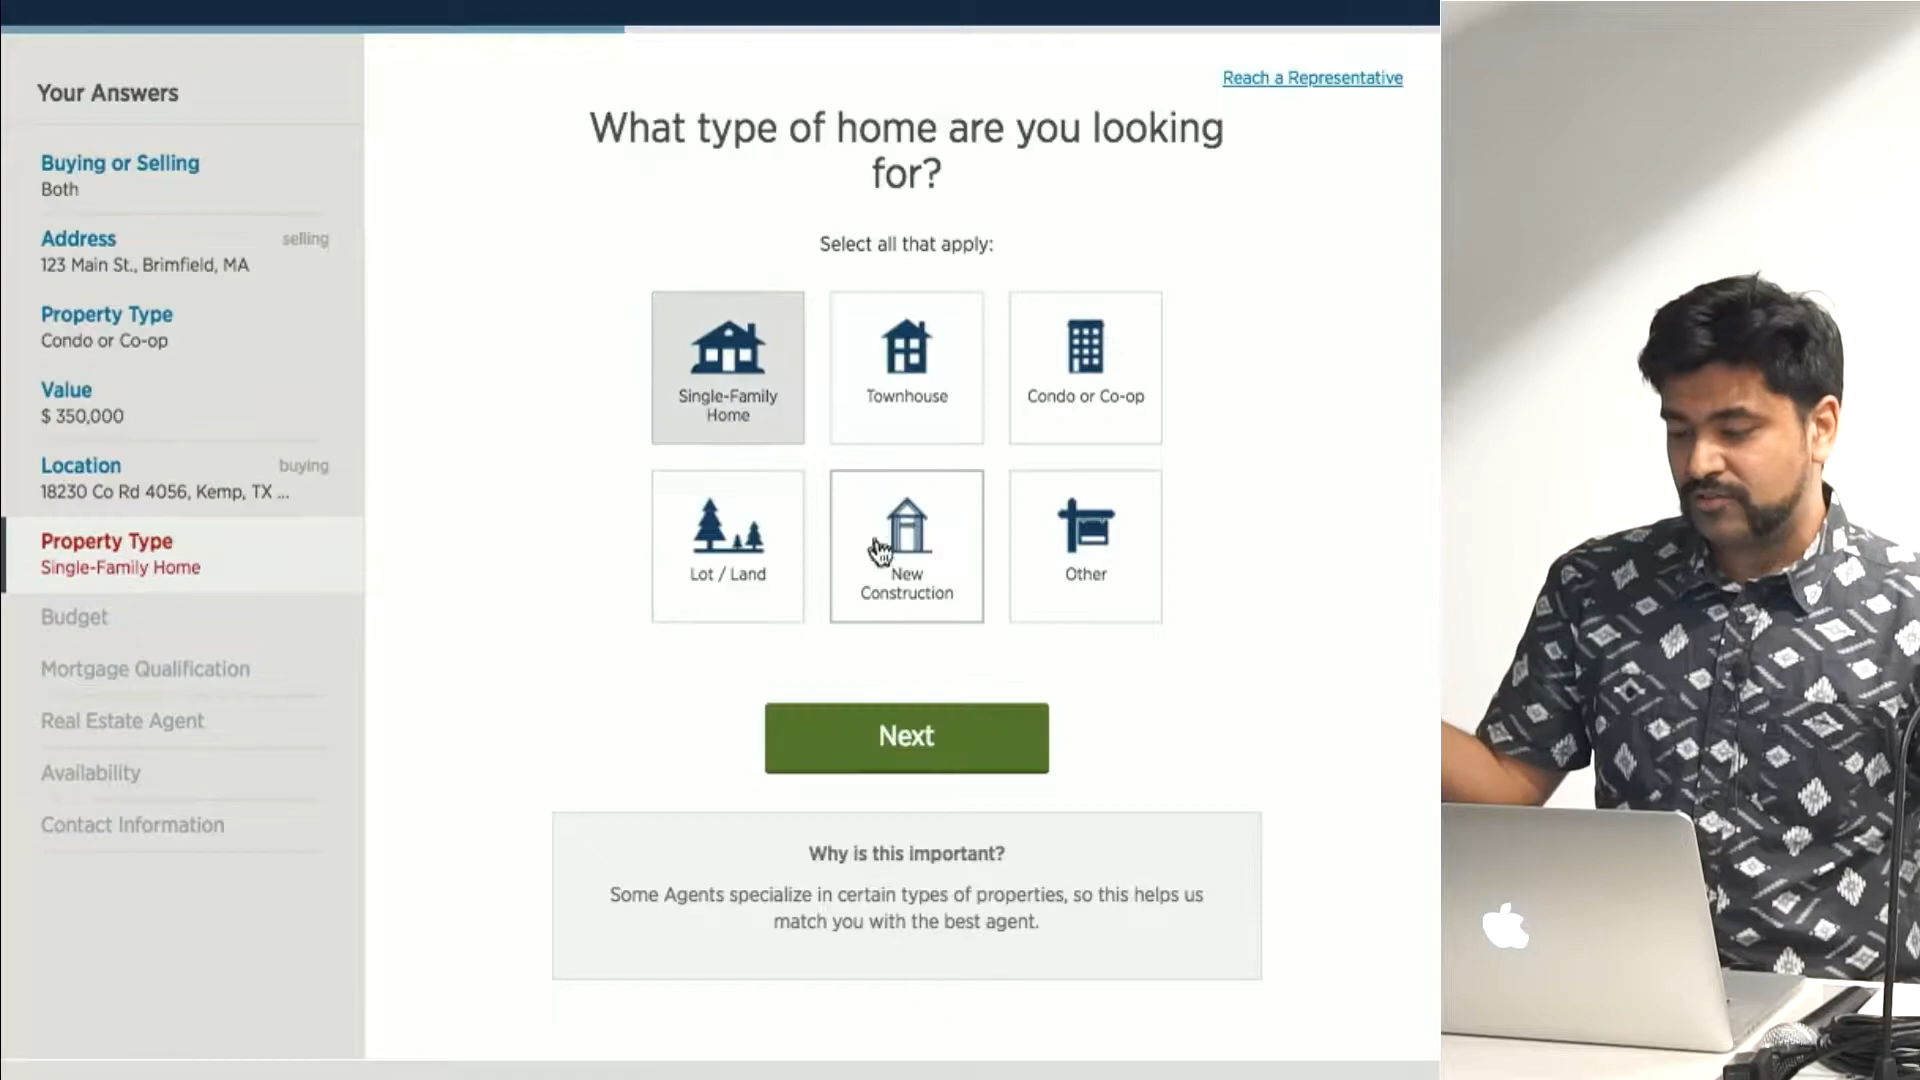 Your Answers
Buying or Selling
Both
Address selling
123 Main St., Brimfield, MA
Property Type
Condo or Co-op
Value
$ 350,000
Location buying
18230 Co Rd 4056, Kemp, TX ...
Property Type
Single-Family Home
Budget
Mortgage Qualification
Real Estate Agent
Availability
Contact Information
Reach a Representative
What type of home are you looking
for?
Select all that apply:
Single-Family
Home
Townhouse
Condo or Co-op
Lot / Land
New
Construction
Other
Next
Why is this important?
Some Agents specialize in certain types of properties, so this helps us
match you with the best agent.